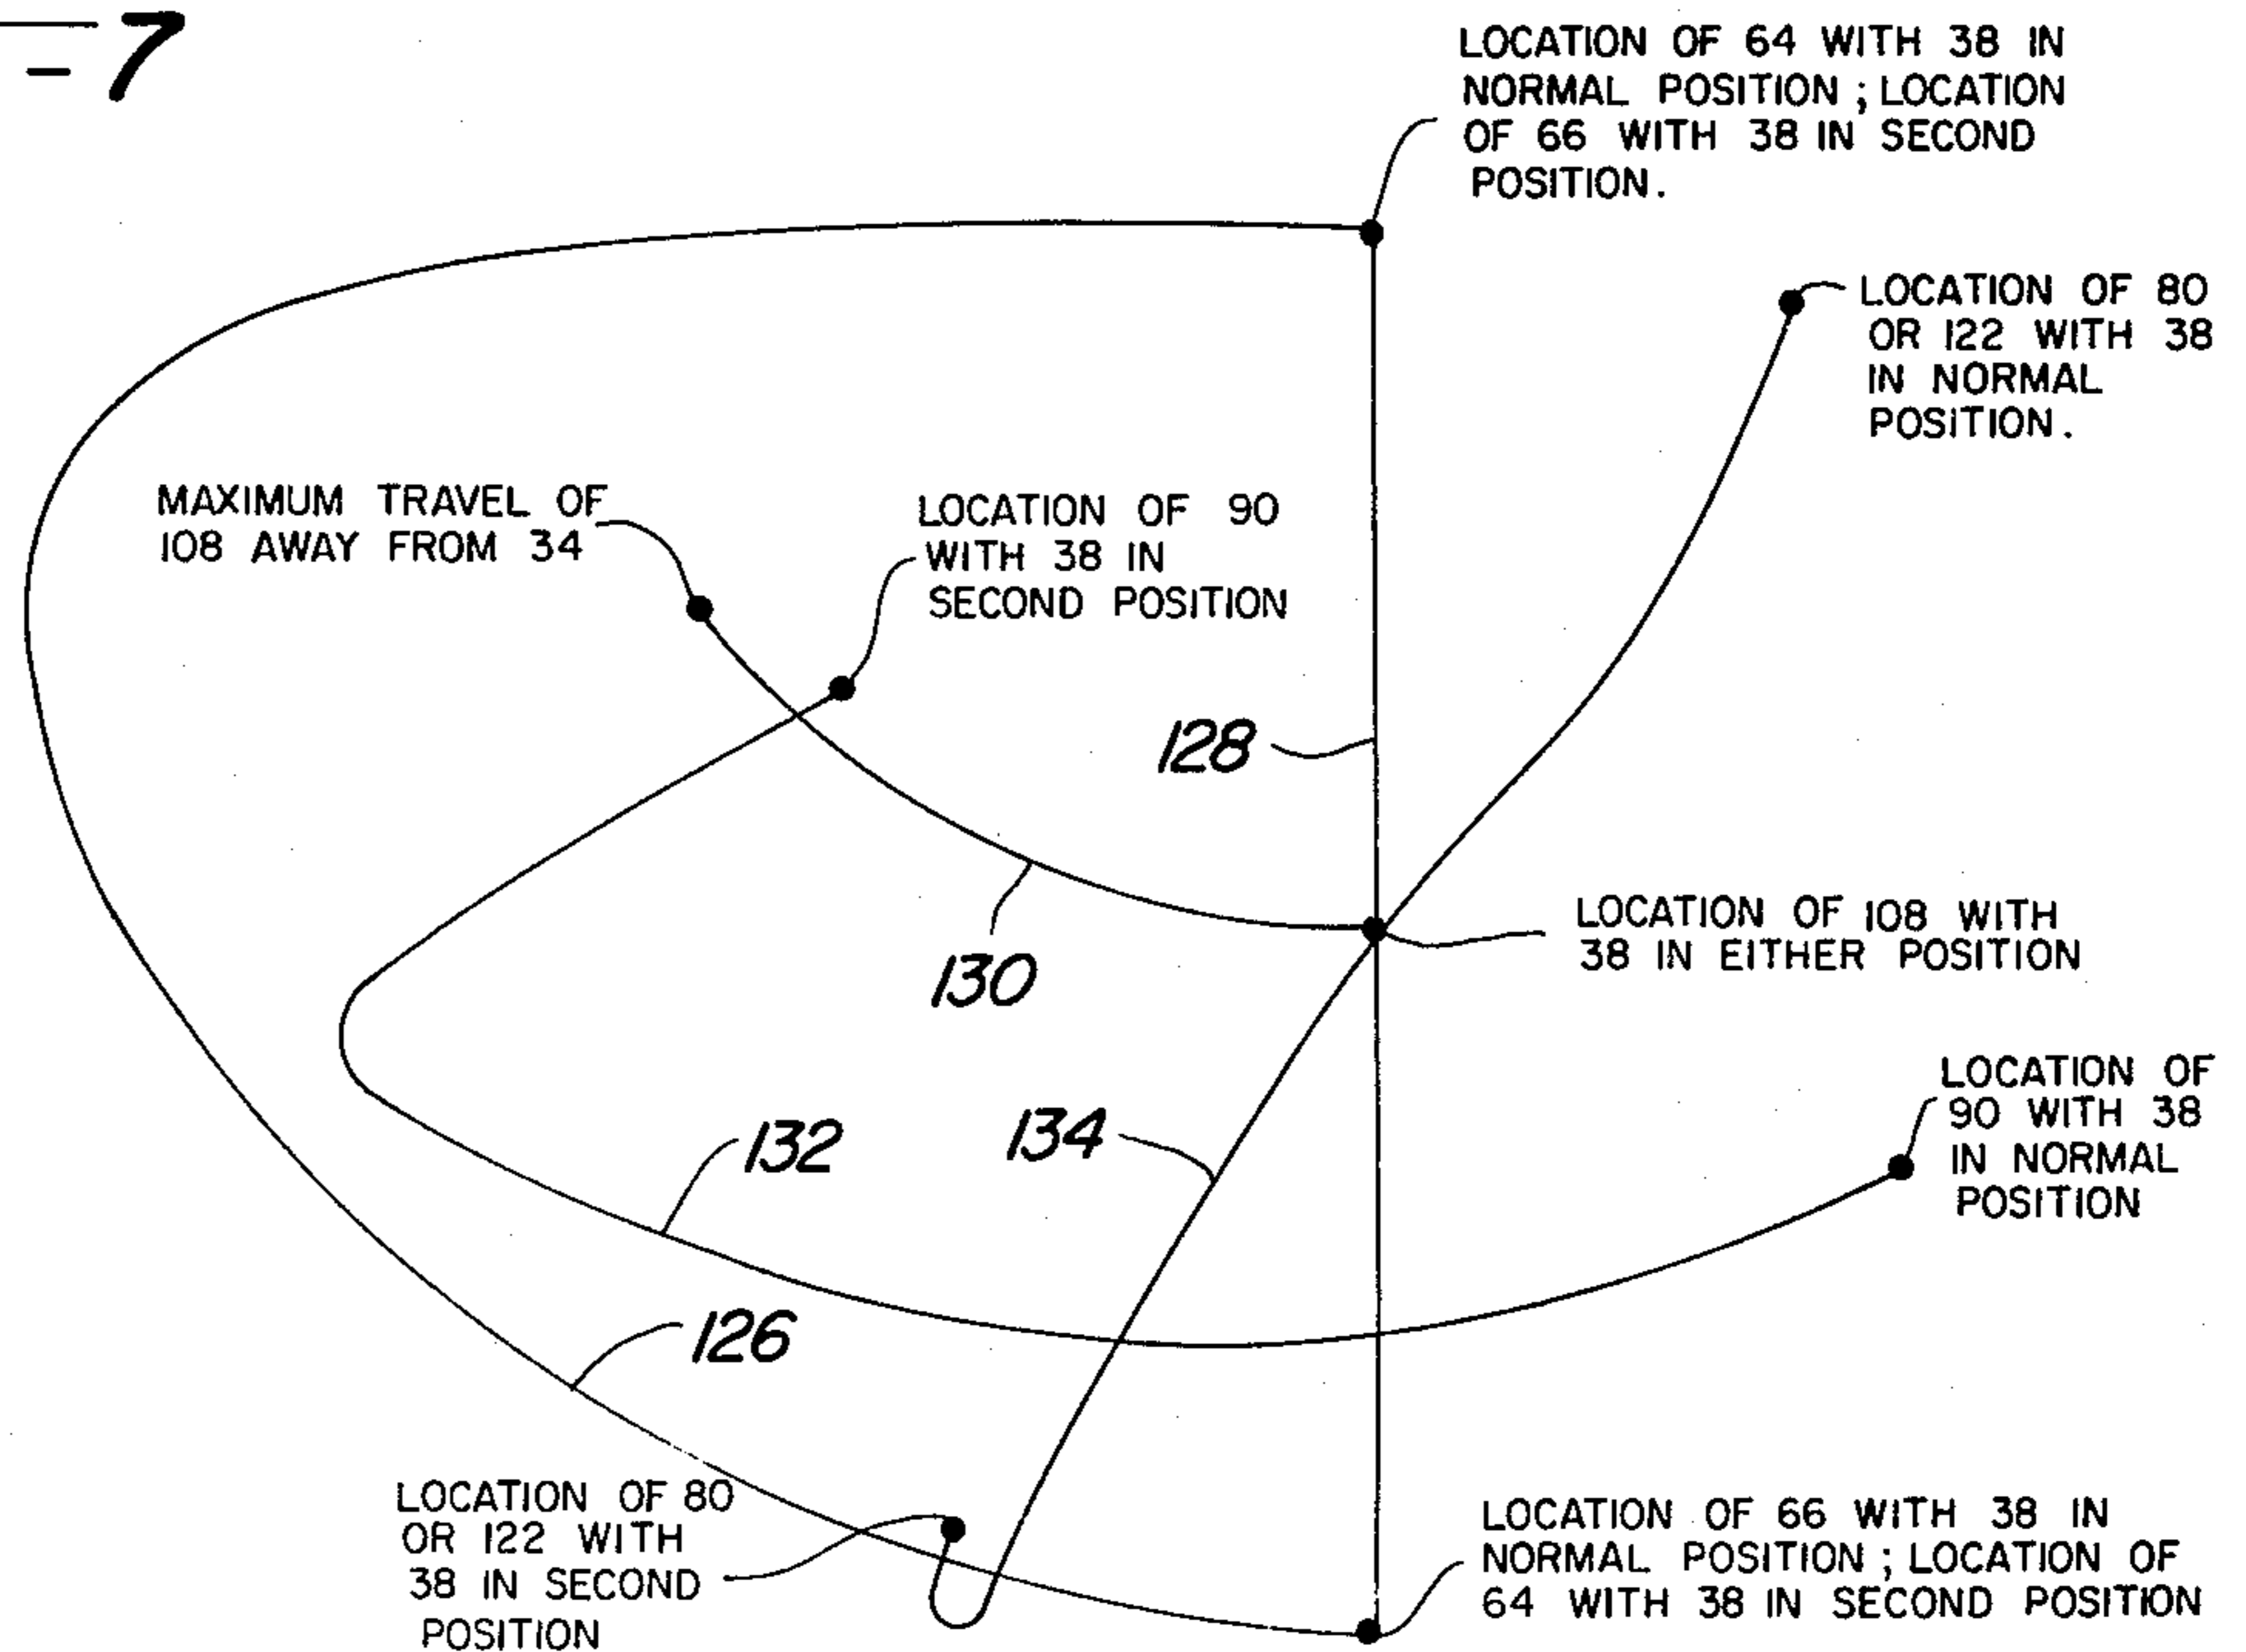 -7
LOCATION OF 64 WITH 38 IN
NORMAL POSITION ; LOCATION
OF 66 WITH 38 IN SECOND
POSITION.
LOCATION OF 80
OR 122 WITH 38
IN NORMAL
POSITION.
MAXIMUM TRAVEL OF
108 AWAY FROM 34
LOCATION OF 90
WITH 38 IN
SECOND POSITION
128
LOCATION OF 108 WITH
38 IN EITHER POSITION
130
LOCATION OF
90 WITH 38
IN NORMAL
POSITION
132
134
126
LOCATION OF 80
OR 122 WITH
38 IN SECOND
POSITION
LOCATION OF 66 WITH 38 IN
NORMAL POSITION ; LOCATION OF
64 WITH 38 IN SECOND POSITION